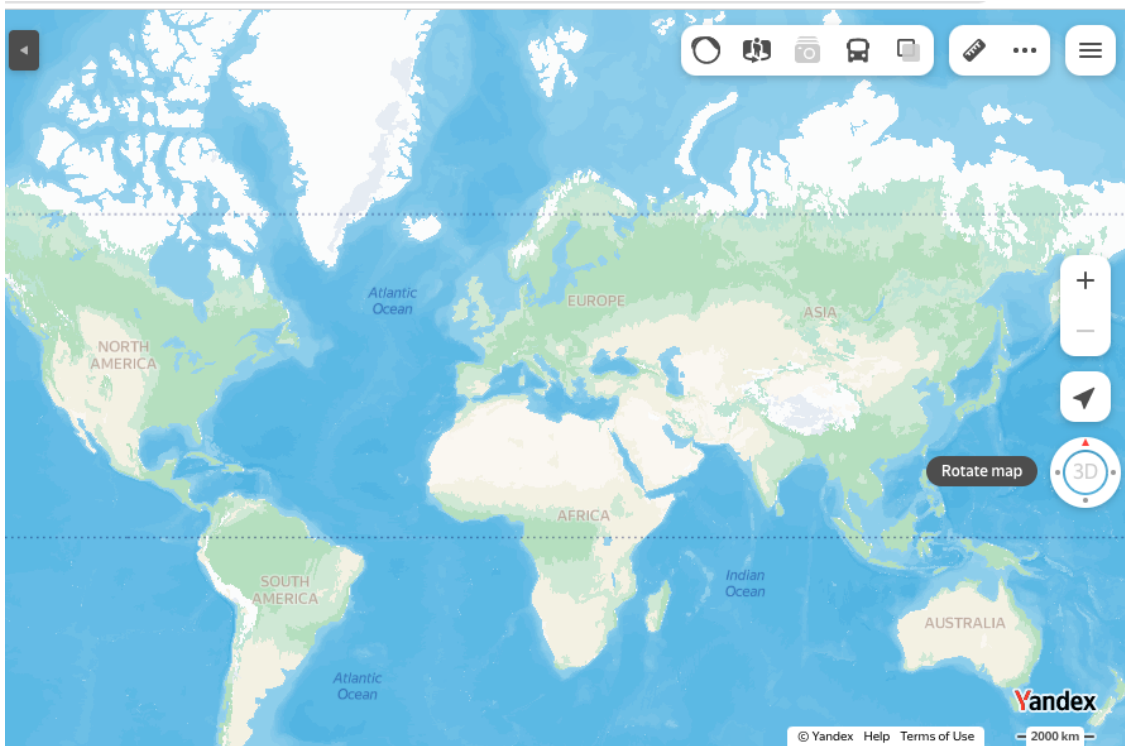 Atlantic
Ocean
EUROPE
ASIA
NORTH
AMERICA
Rotate map
3D
AFRICA
SOUTH
AMERICA
Indian
Ocean
AUSTRALIA
Atlantic
Ocean
Yandex
© Yandex Help Terms of Use
2000 km